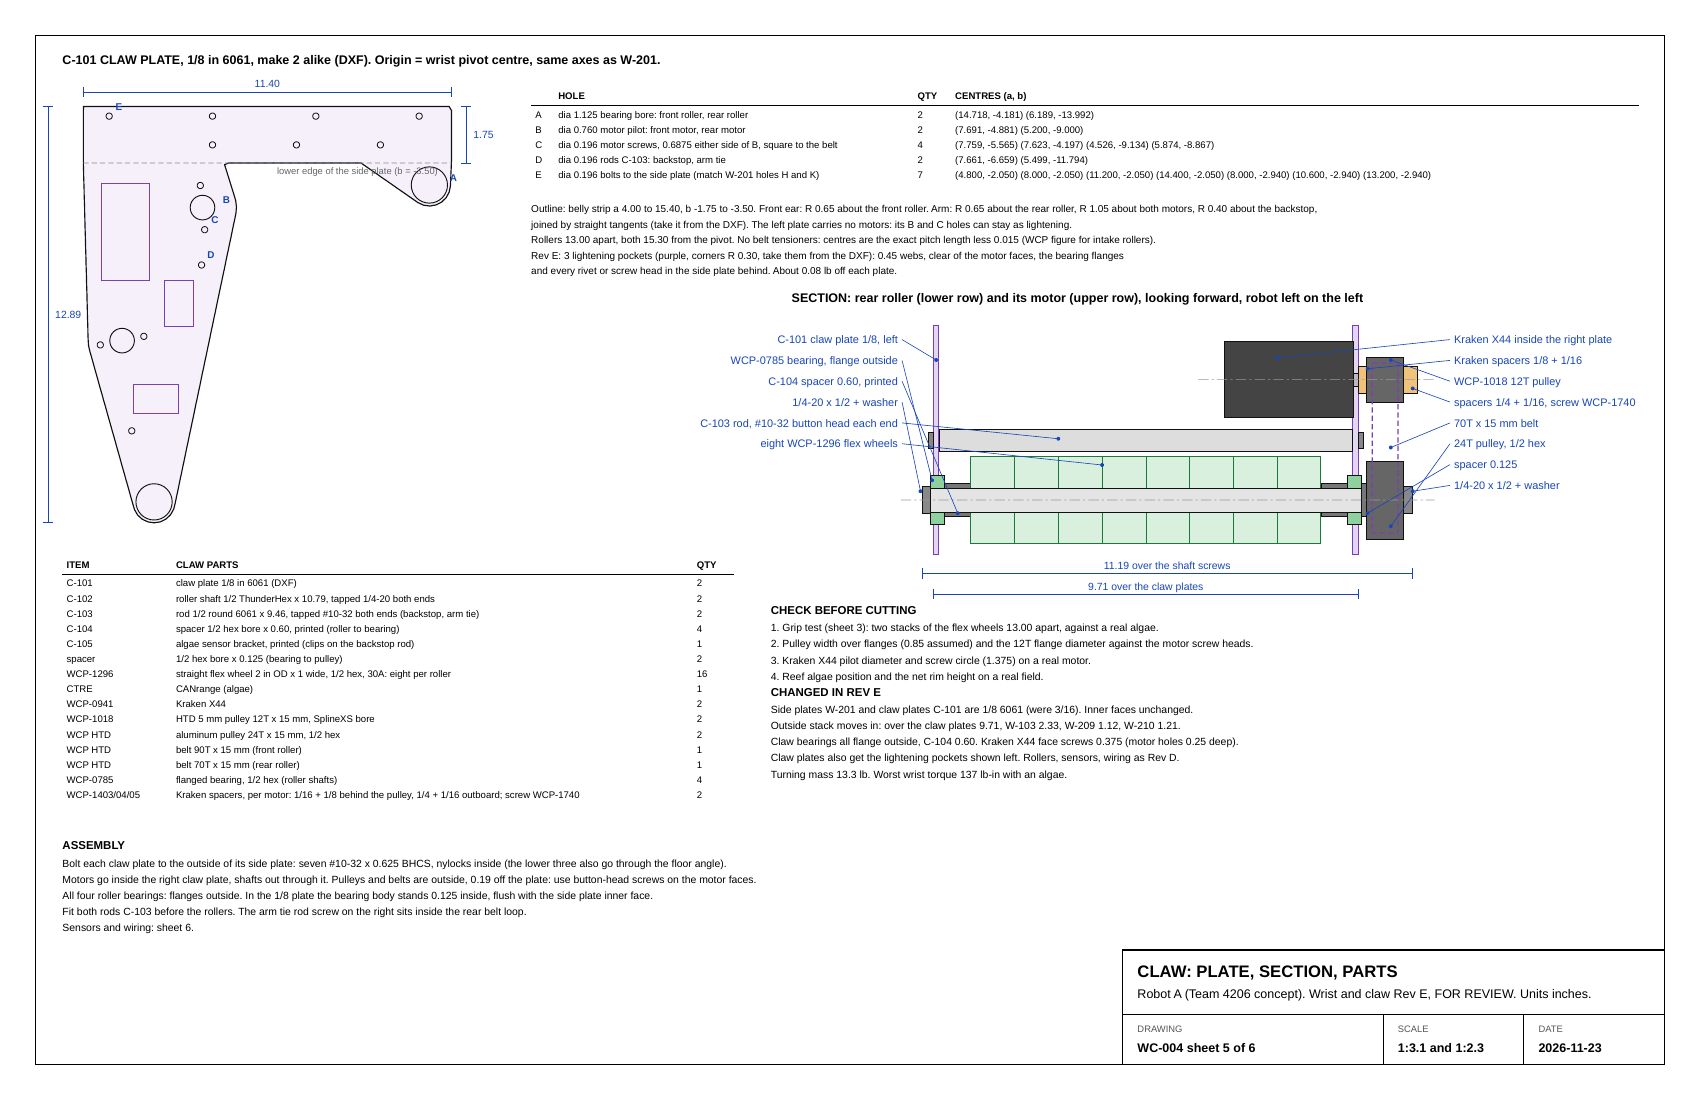 C-101 CLAW PLATE, 1/8 in 6061, make 2 alike (DXF). Origin = wrist pivot centre, same axes as W-201.
11.40
E
1.75
lower edge of the side plate (b = -3.50)
A
B
C
D
12.89
HOLE QTY CENTRES (a, b)
A dia 1.125 bearing bore: front roller, rear roller 2 (14.718, -4.181) (6.189, -13.992)
B dia 0.760 motor pilot: front motor, rear motor 2 (7.691, -4.881) (5.200, -9.000)
C dia 0.196 motor screws, 0.6875 either side of B, square to the belt 4 (7.759, -5.565) (7.623, -4.197) (4.526, -9.134) (5.874, -8.867)
D dia 0.196 rods C-103: backstop, arm tie 2 (7.661, -6.659) (5.499, -11.794)
E dia 0.196 bolts to the side plate (match W-201 holes H and K) 7 (4.800, -2.050) (8.000, -2.050) (11.200, -2.050) (14.400, -2.050) (8.000, -2.940) (10.600, -2.940) (13.200, -2.940)
Outline: belly strip a 4.00 to 15.40, b -1.75 to -3.50. Front ear: R 0.65 about the front roller. Arm: R 0.65 about the rear roller, R 1.05 about both motors, R 0.40 about the backstop,
joined by straight tangents (take it from the DXF). The left plate carries no motors: its B and C holes can stay as lightening.
Rollers 13.00 apart, both 15.30 from the pivot. No belt tensioners: centres are the exact pitch length less 0.015 (WCP figure for intake rollers).
Rev E: 3 lightening pockets (purple, corners R 0.30, take them from the DXF): 0.45 webs, clear of the motor faces, the bearing flanges
and every rivet or screw head in the side plate behind. About 0.08 lb off each plate.
SECTION: rear roller (lower row) and its motor (upper row), looking forward, robot left on the left
C-101 claw plate 1/8, left
WCP-0785 bearing, flange outside
C-104 spacer 0.60, printed
1/4-20 x 1/2 + washer
C-103 rod, #10-32 button head each end
eight WCP-1296 flex wheels
Kraken X44 inside the right plate
Kraken spacers 1/8 + 1/16
WCP-1018 12T pulley
spacers 1/4 + 1/16, screw WCP-1740
70T x 15 mm belt
24T pulley, 1/2 hex
spacer 0.125
1/4-20 x 1/2 + washer
11.19 over the shaft screws
9.71 over the claw plates
ITEM CLAW PARTS QTY
C-101 claw plate 1/8 in 6061 (DXF) 2
C-102 roller shaft 1/2 ThunderHex x 10.79, tapped 1/4-20 both ends 2
C-103 rod 1/2 round 6061 x 9.46, tapped #10-32 both ends (backstop, arm tie) 2
C-104 spacer 1/2 hex bore x 0.60, printed (roller to bearing) 4
C-105 algae sensor bracket, printed (clips on the backstop rod) 1
spacer 1/2 hex bore x 0.125 (bearing to pulley) 2
WCP-1296 straight flex wheel 2 in OD x 1 wide, 1/2 hex, 30A: eight per roller 16
CTRE CANrange (algae) 1
WCP-0941 Kraken X44 2
WCP-1018 HTD 5 mm pulley 12T x 15 mm, SplineXS bore 2
WCP HTD aluminum pulley 24T x 15 mm, 1/2 hex 2
WCP HTD belt 90T x 15 mm (front roller) 1
WCP HTD belt 70T x 15 mm (rear roller) 1
WCP-0785 flanged bearing, 1/2 hex (roller shafts) 4
WCP-1403/04/05 Kraken spacers, per motor: 1/16 + 1/8 behind the pulley, 1/4 + 1/16 outboard; screw WCP-1740 2
CHECK BEFORE CUTTING
1. Grip test (sheet 3): two stacks of the flex wheels 13.00 apart, against a real algae.
2. Pulley width over flanges (0.85 assumed) and the 12T flange diameter against the motor screw heads.
3. Kraken X44 pilot diameter and screw circle (1.375) on a real motor.
4. Reef algae position and the net rim height on a real field.
CHANGED IN REV E
Side plates W-201 and claw plates C-101 are 1/8 6061 (were 3/16). Inner faces unchanged.
Outside stack moves in: over the claw plates 9.71, W-103 2.33, W-209 1.12, W-210 1.21.
Claw bearings all flange outside, C-104 0.60. Kraken X44 face screws 0.375 (motor holes 0.25 deep).
Claw plates also get the lightening pockets shown left. Rollers, sensors, wiring as Rev D.
Turning mass 13.3 lb. Worst wrist torque 137 lb-in with an algae.
ASSEMBLY
Bolt each claw plate to the outside of its side plate: seven #10-32 x 0.625 BHCS, nylocks inside (the lower three also go through the floor angle).
Motors go inside the right claw plate, shafts out through it. Pulleys and belts are outside, 0.19 off the plate: use button-head screws on the motor faces.
All four roller bearings: flanges outside. In the 1/8 plate the bearing body stands 0.125 inside, flush with the side plate inner face.
Fit both rods C-103 before the rollers. The arm tie rod screw on the right sits inside the rear belt loop.
Sensors and wiring: sheet 6.
CLAW: PLATE, SECTION, PARTS
Robot A (Team 4206 concept). Wrist and claw Rev E, FOR REVIEW. Units inches.
DRAWING SCALE DATE
WC-004 sheet 5 of 6 1:3.1 and 1:2.3 2026-11-23